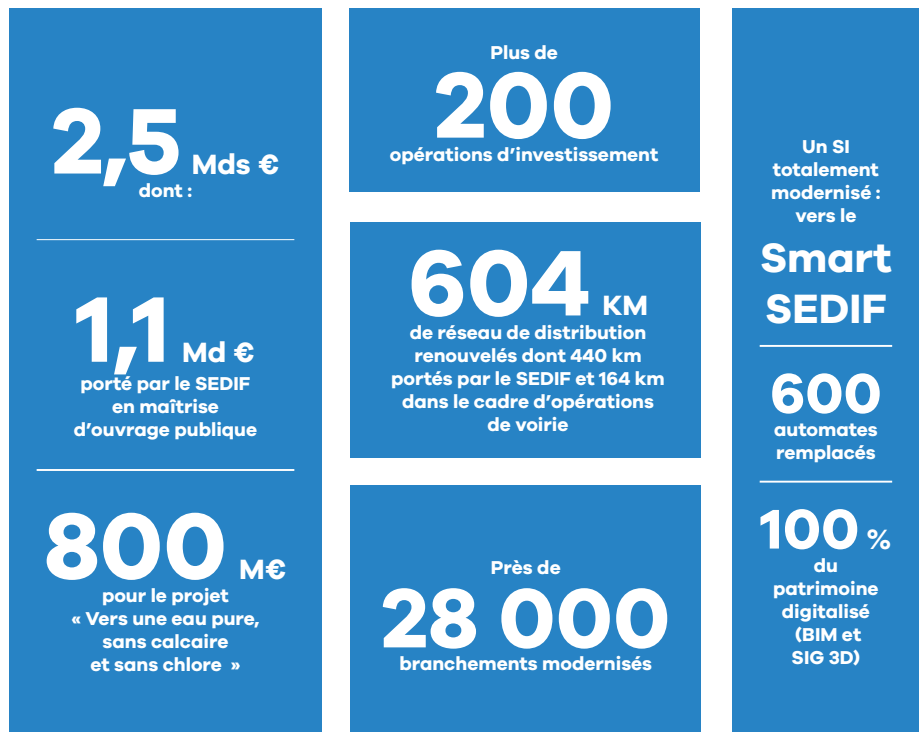 2,5 Mds €
dont :
1,1 Md €
porté par le SEDIF
en maîtrise
d'ouvrage publique
800 M€
pour le projet
« Vers une eau pure,
sans calcaire
et sans chlore »
Plus de
200
opérations d'investissement
604 KM
de réseau de distribution
renouvelés dont 440 km
portés par le SEDIF et 164 km
dans le cadre d'opérations
de voirie
Près de
28 000
branchements modernisés
Un SI
totalement
modernisé :
vers le
Smart
SEDIF
600
automates
remplacés
100 %
du
patrimoine
digitalisé
(BIM et
SIG 3D)